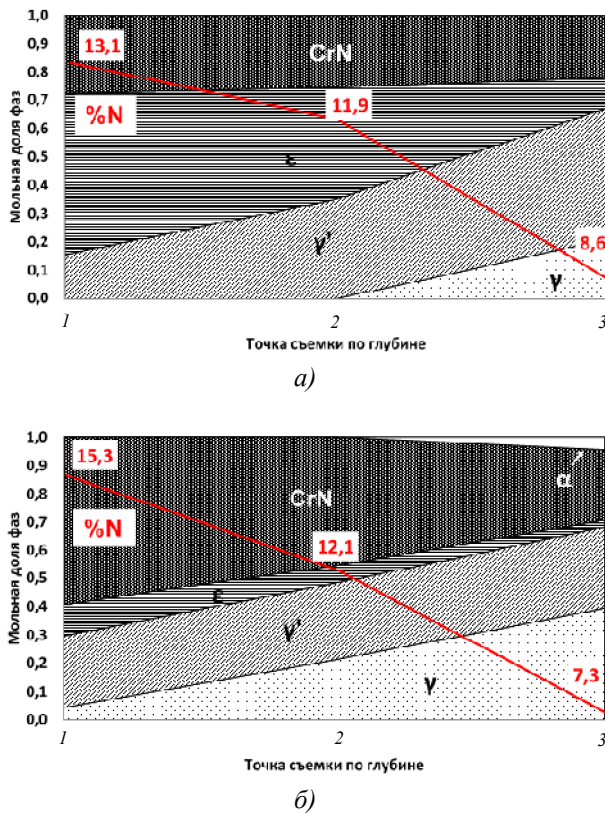 1,0
0,9
0,8
0,7
0,6
0,5
0,4
0,3
0,2
0,1
0,0
Мольная доля фаз
13,1
CrN
%N
11,9
ε
γ'
8,6
γ
1 2 3
Точка съемки по глубине
а)
1,0
0,9
0,8
0,7
0,6
0,5
0,4
0,3
0,2
0,1
0,0
Мольная доля фаз
15,3
α
CrN
%N
12,1
ε
γ'
7,3
γ
1 2 3
Точка съемки по глубине
б)